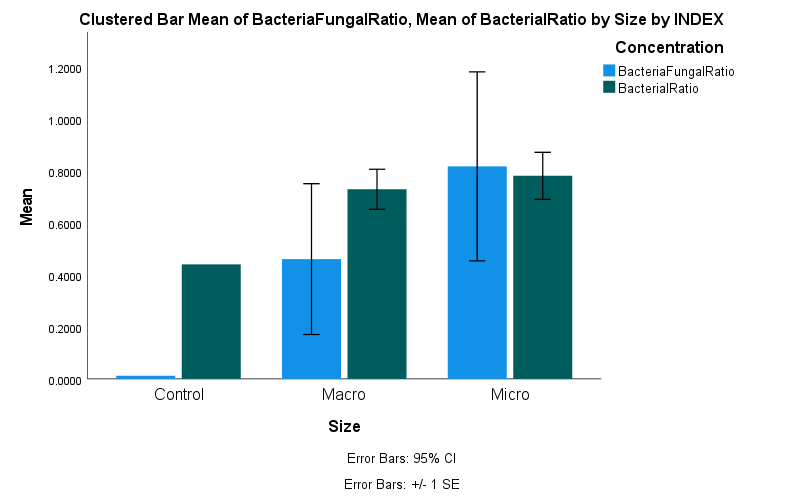 Clustered Bar Mean of BacteriaFungalRatio, Mean of BacterialRatio by Size by INDEX
Concentration
BacteriaFungalRatio
BacterialRatio
1.2000
1.0000
0.8000
0.6000
0.4000
0.2000
0.0000
Mean
Control Macro Micro
Size
Error Bars: 95% CI
Error Bars: +/- 1 SE